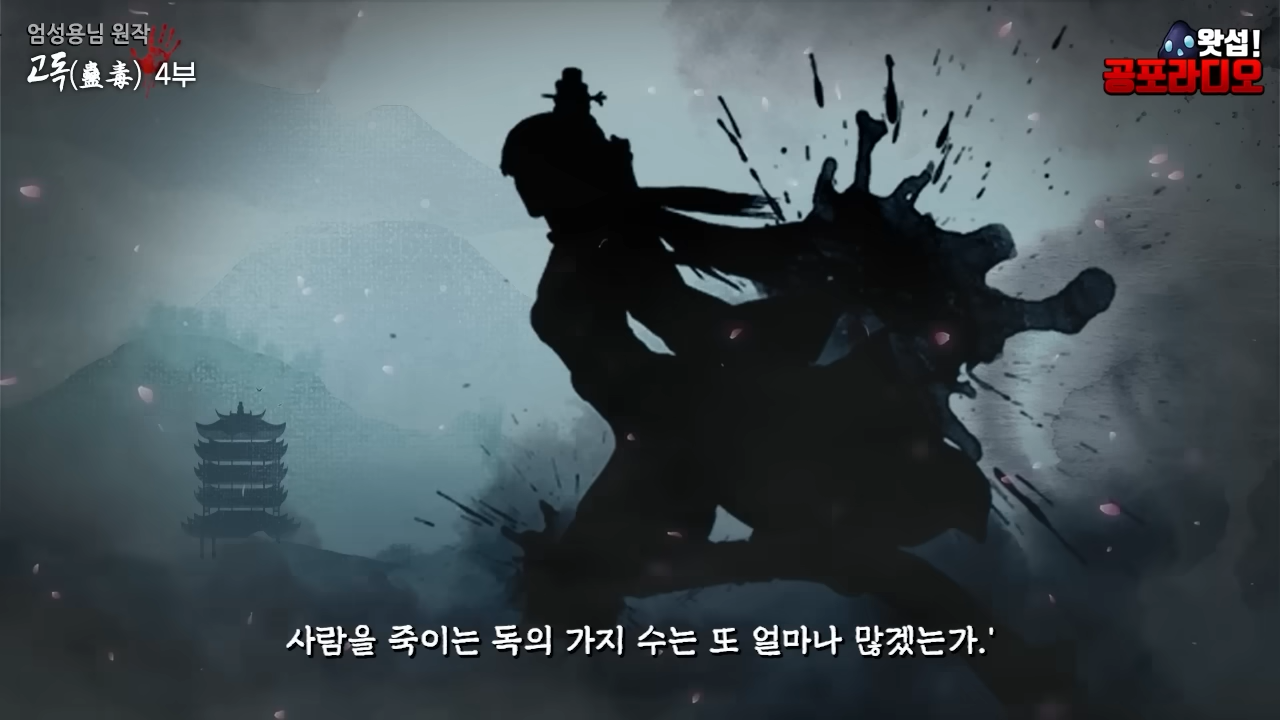 엄성용님 원작
고독(蠱毒) 4부
왓섭!
공포라디오
사람을 죽이는 독의 가지 수는 또 얼마나 많겠는가.'